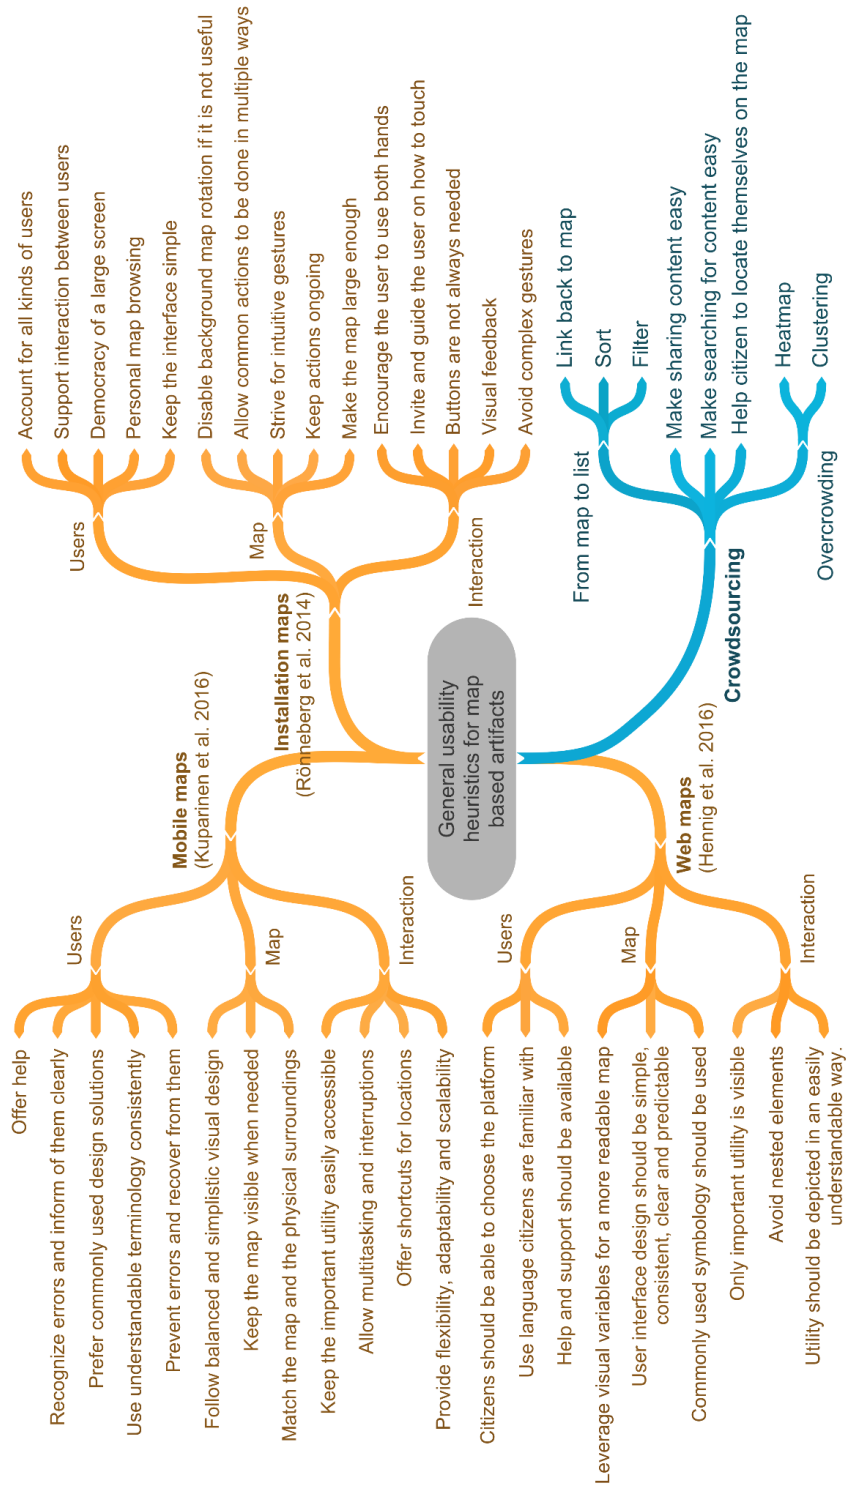 General usability
heuristics for map
based artifacts
Mobile maps
(Kuparinen et al. 2016)
Users
Offer help
Recognize errors and inform of them clearly
Prefer commonly used design solutions
Use understandable terminology consistently
Prevent errors and recover from them
Map
Follow balanced and simplistic visual design
Keep the map visible when needed
Match the map and the physical surroundings
Interaction
Keep the important utility easily accessible
Allow multitasking and interruptions
Offer shortcuts for locations
Provide flexibility, adaptability and scalability
Installation maps
(Rönneberg et al. 2014)
Users
Account for all kinds of users
Support interaction between users
Democracy of a large screen
Personal map browsing
Keep the interface simple
Map
Disable background map rotation if it is not useful
Allow common actions to be done in multiple ways
Strive for intuitive gestures
Keep actions ongoing
Make the map large enough
Interaction
Encourage the user to use both hands
Invite and guide the user on how to touch
Buttons are not always needed
Visual feedback
Avoid complex gestures
Web maps
(Hennig et al. 2016)
Users
Citizens should be able to choose the platform
Use language citizens are familiar with
Help and support should be available
Map
Leverage visual variables for a more readable map
User interface design should be simple,
consistent, clear and predictable
Commonly used symbology should be used
Interaction
Only important utility is visible
Avoid nested elements
Utility should be depicted in an easily
understandable way.
Crowdsourcing
From map to list
Link back to map
Sort
Filter
Make sharing content easy
Make searching for content easy
Help citizen to locate themselves on the map
Overcrowding
Heatmap
Clustering